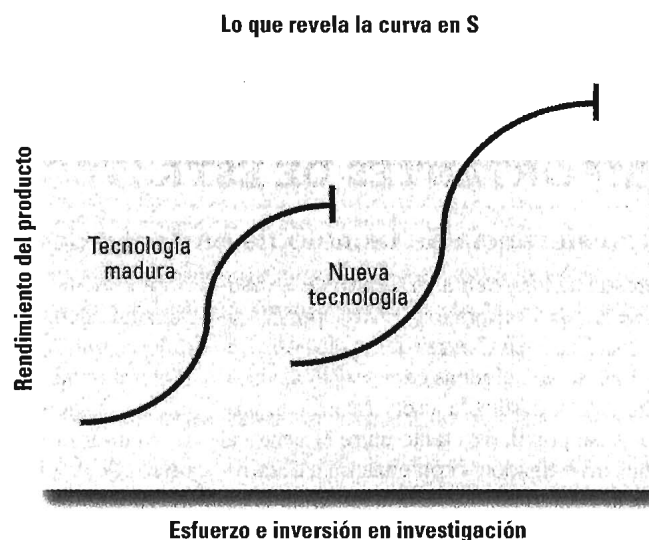 Lo que revela la curva en S
Rendimiento del producto
Tecnología
madura
Nueva
tecnología
Esfuerzo e inversión en investigación